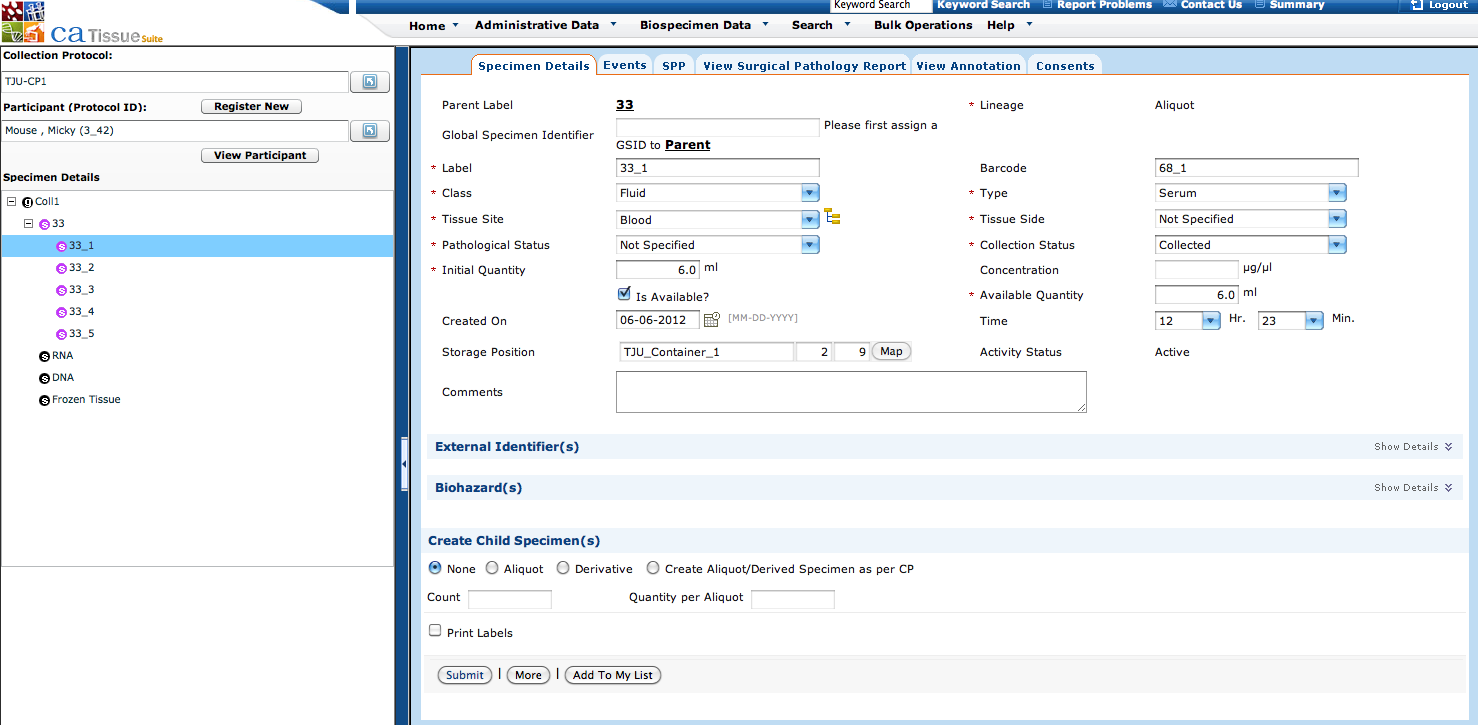 Keyword Search Keyword Search Report Problems Contact Us Summary Logout
Home Administrative Data Biospecimen Data Search Bulk Operations Help
ca Tissue Suite
Collection Protocol:
TJU-CP1
Participant (Protocol ID): Register New
Mouse , Micky (3_42)
View Participant
Specimen Details
Coll1
33
33_1
33_2
33_3
33_4
33_5
RNA
DNA
Frozen Tissue
Specimen Details Events SPP View Surgical Pathology Report View Annotation Consents
Parent Label 33 * Lineage Aliquot
Global Specimen Identifier Please first assign a
GSID to Parent
* Label 33_1 Barcode 68_1
* Class Fluid * Type Serum
* Tissue Site Blood * Tissue Side Not Specified
* Pathological Status Not Specified * Collection Status Collected
* Initial Quantity 6.0 ml Concentration µg/µl
Is Available? * Available Quantity 6.0 ml
Created On 06-06-2012 [MM-DD-YYYY] Time 12 Hr. 23 Min.
Storage Position TJU_Container_1 2 9 Map Activity Status Active
Comments
External Identifier(s) Show Details
Biohazard(s) Show Details
Create Child Specimen(s)
None Aliquot Derivative Create Aliquot/Derived Specimen as per CP
Count Quantity per Aliquot
Print Labels
Submit | More | Add To My List